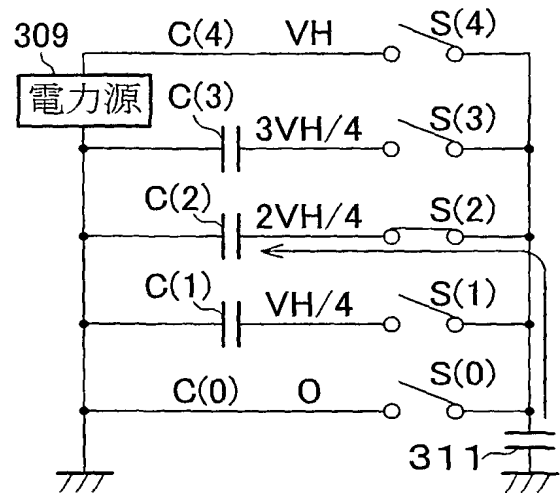 309
C(4) VH S(4)
電力源
C(3) 3VH/4 S(3)
C(2) 2VH/4 S(2)
C(1) VH/4 S(1)
C(0) O S(0)
311